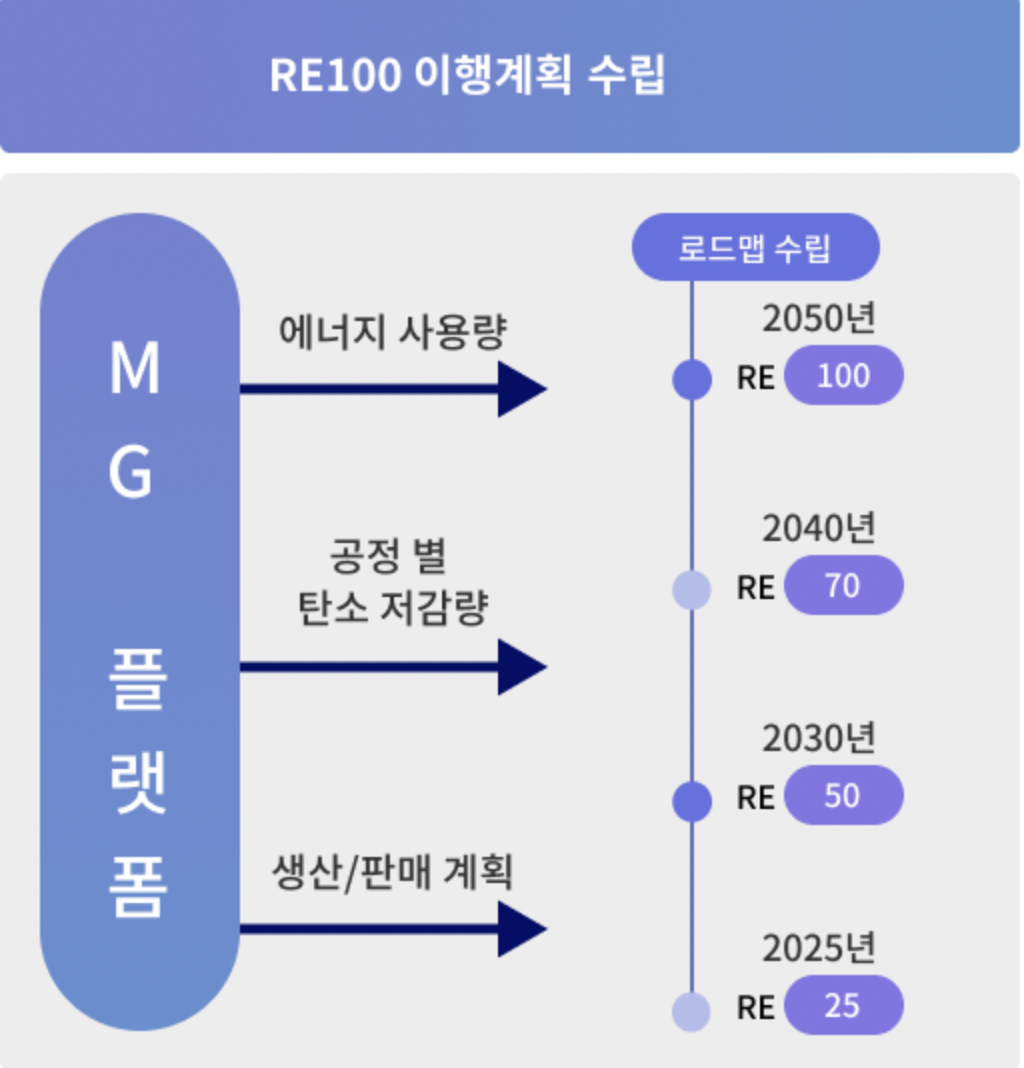 RE100 이행계획 수립
M
G
플
랫
폼
에너지 사용량
공정 별
탄소 저감량
생산/판매 계획
로드맵 수립
2050년
RE 100
2040년
RE 70
2030년
RE 50
2025년
RE 25